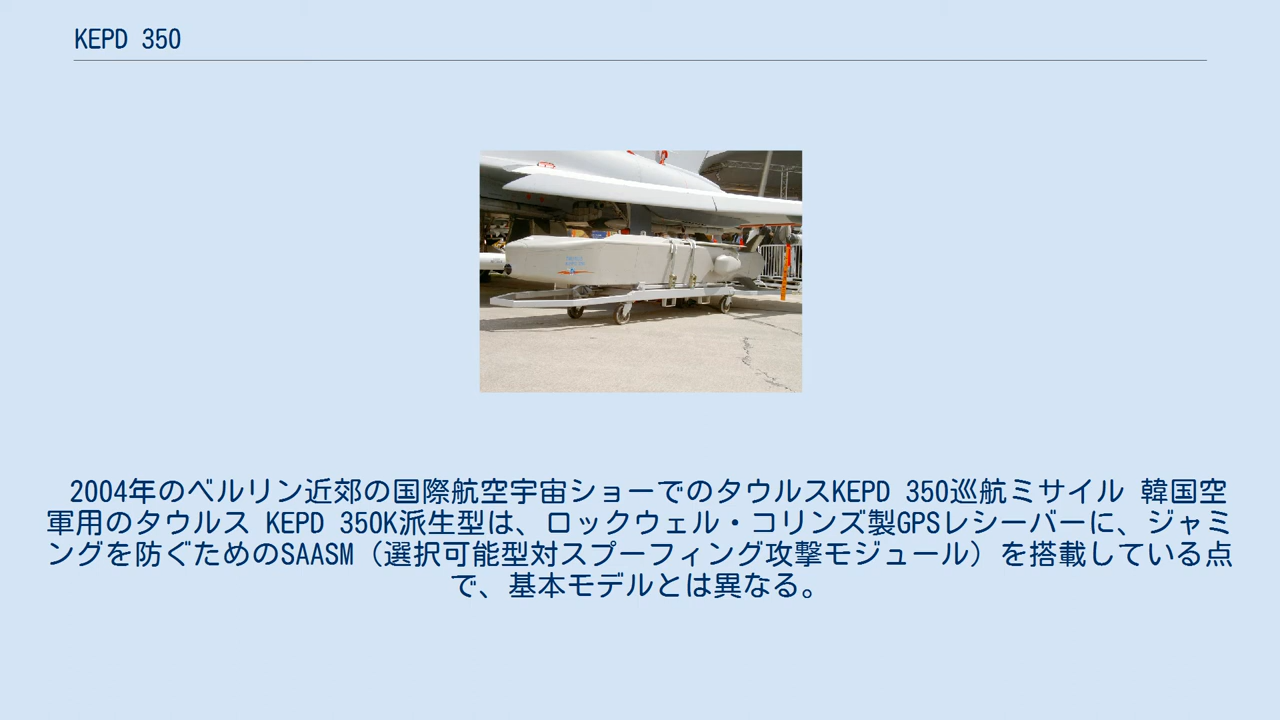 KEPD 350
2004年のベルリン近郊の国際航空宇宙ショーでのタウルスKEPD 350巡航ミサイル 韓国空
軍用のタウルス KEPD 350K派生型は、ロックウェル・コリンズ製GPSレシーバーに、ジャミ
ングを防ぐためのSAASM（選択可能型対スプーフィング攻撃モジュール）を搭載している点
で、基本モデルとは異なる。